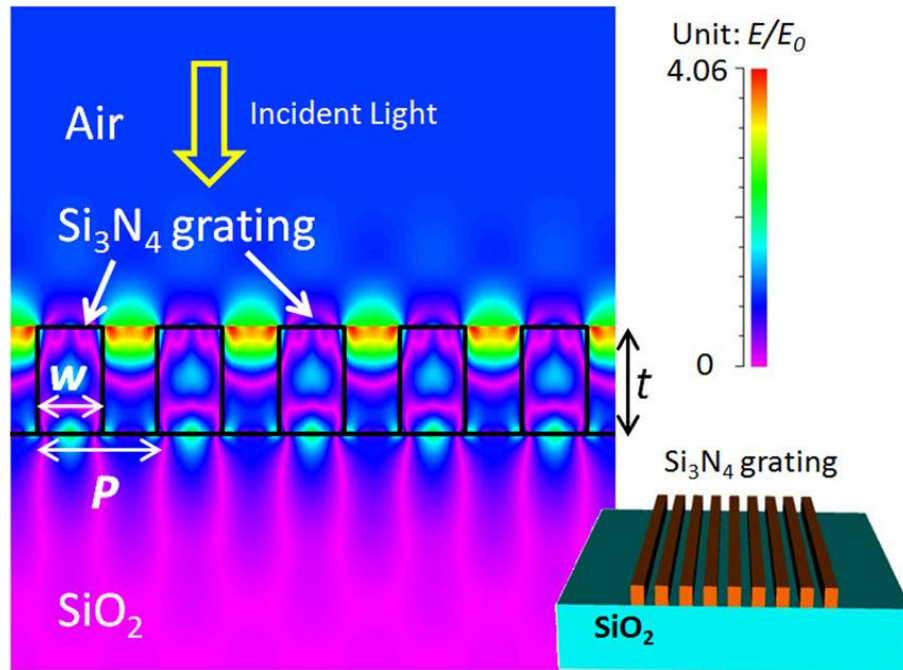 Unit: E/E₀
4.06
Air
Incident Light
Si₃N₄ grating
0
w
t
P
Si₃N₄ grating
SiO₂
SiO₂